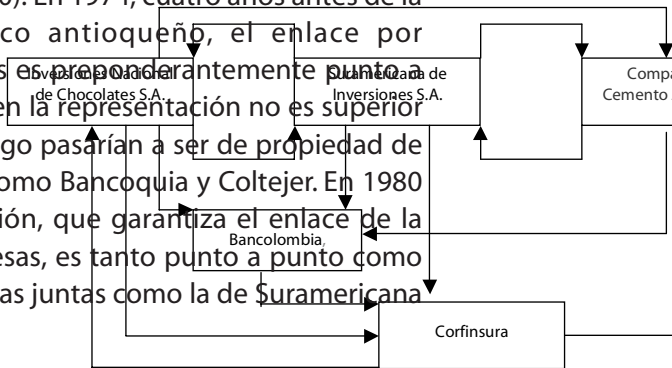 0). En 1974, cuatro años antes de la
co antioqueño, el enlace por
s es preponderantemente punto a
en la representación no es superior
go pasarían a ser de propiedad de
omo Bancoquia y Coltejer. En 1980
ión, que garantiza el enlace de la
esas, es tanto punto a punto como
as juntas como la de Suramericana
Inversiones Nacional
de Chocolates S.A.
Suramericana de
Inversiones S.A.
Compa
Cemento
Bancolombia,
Corfinsura